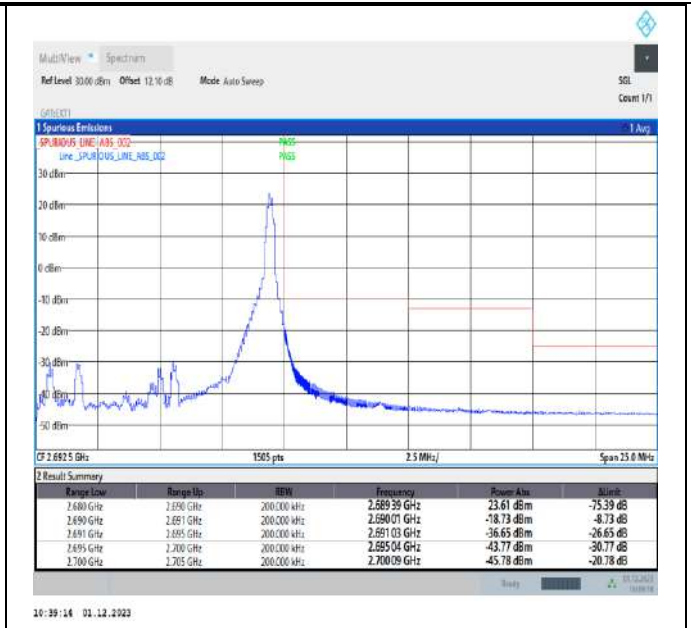 MultiView Spectrum
Ref Level 30.00 dBm Offset 12.10 dB Mode Auto Sweep SGL
Count 1/1
1 Spurious Emissions 1 Avg
SPURIOUS_LINE_ABS_002 PASS
Line _SPURIOUS_LINE_ABS_002 PASS
30 dBm
20 dBm
10 dBm
0 dBm
-10 dBm
-20 dBm
-30 dBm
-40 dBm
-50 dBm
CF 2.6925 GHz 1505 pts 2.5 MHz/ Span 25.0 MHz
2 Result Summary
Range Low Range Up RBW Frequency Power Abs ΔLimit
2.680 GHz 2.690 GHz 200.000 kHz 2.68939 GHz 23.61 dBm -75.39 dB
2.690 GHz 2.691 GHz 200.000 kHz 2.69001 GHz -18.73 dBm -8.73 dB
2.691 GHz 2.695 GHz 200.000 kHz 2.69103 GHz -36.65 dBm -26.65 dB
2.695 GHz 2.700 GHz 200.000 kHz 2.69504 GHz -43.77 dBm -30.77 dB
2.700 GHz 2.705 GHz 200.000 kHz 2.70009 GHz -45.78 dBm -20.78 dB
Ready
10:39:14 01.12.2023